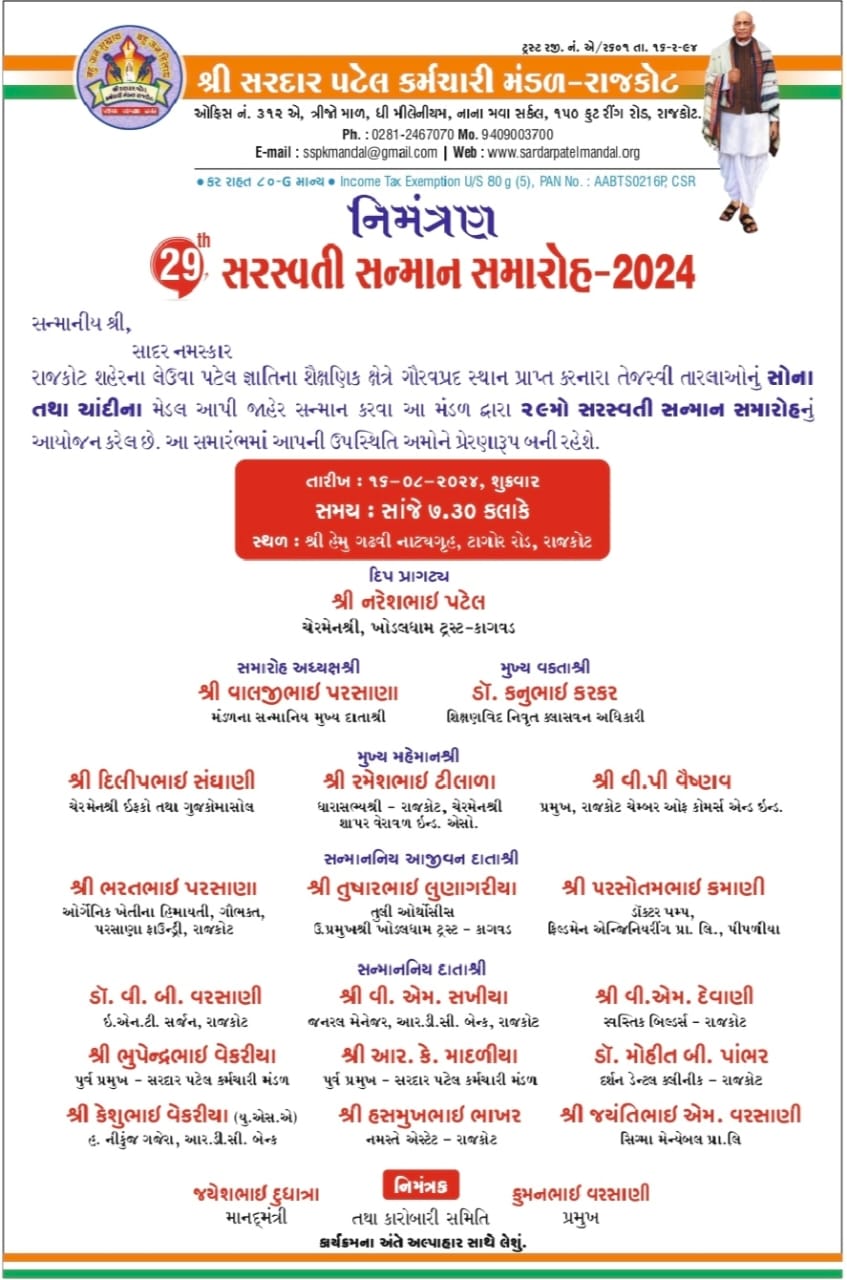 ટ્રસ્ટ રજી. નં. એ/૨૬૦૧ તા. ૧૬-૨-૯૪
બહુ જન સુખાય બહુ જન હિતાય
શ્રી સરદાર પટેલ કર્મચારી મંડળ-રાજકોટ
ઓફિસ નં. ૩૧૨ એ, ત્રીજો માળ, ધી મીલેનીયમ, નાના મવા સર્કલ, ૧૫૦ ફુટ રીંગ રોડ, રાજકોટ.
Ph. : 0281-2467070 Mo. 9409003700
E-mail : sspkmandal@gmail.com | Web : www.sardarpatelmandal.org
● કર રાહત ૮૦-G માન્ય ● Income Tax Exemption U/S 80 g (5), PAN No. : AABTS0216P, CSR
નિમંત્રણ
29th સરસ્વતી સન્માન સમારોહ-2024
સન્માનીય શ્રી,
સાદર નમસ્કાર
રાજકોટ શહેરના લેઉવા પટેલ જ્ઞાતિના શૈક્ષણિક ક્ષેત્રે ગૌરવપ્રદ સ્થાન પ્રાપ્ત કરનારા તેજસ્વી તારલાઓનું સોના
તથા ચાંદીના મેડલ આપી જાહેર સન્માન કરવા આ મંડળ દ્વારા ૨૯મો સરસ્વતી સન્માન સમારોહનું
આયોજન કરેલ છે. આ સમારંભમાં આપની ઉપસ્થિતિ અમોને પ્રેરણારૂપ બની રહેશે.
તારીખ : ૧૬-૦૮-૨૦૨૪, શુક્રવાર
સમય : સાંજે ૭.30 કલાકે
સ્થળ : શ્રી હેમુ ગઢવી નાટ્યગૃહ, ટાગોર રોડ, રાજકોટ
દિપ પ્રાગટ્ય
શ્રી નરેશભાઇ પટેલ
ચેરમેનશ્રી, ખોડલધામ ટ્રસ્ટ-કાગવડ
સમારોહ અધ્યક્ષશ્રી મુખ્ય વકતાશ્રી
શ્રી વાલજીભાઇ પરસાણા ડૉ. કનુભાઇ કરકર
મંડળના સન્માનિય મુખ્ય દાતાશ્રી શિક્ષણવિદ નિવૃત કલાસવન અધિકારી
મુખ્ય મહેમાનશ્રી
શ્રી દિલીપભાઇ સંઘાણી શ્રી રમેશભાઇ ટીલાળા શ્રી વી.પી વૈષ્ણવ
ચેરમેનશ્રી ઇફકો તથા ગુજકોમાસોલ ધારાસભ્યશ્રી - રાજકોટ, ચેરમેનશ્રી પ્રમુખ, રાજકોટ ચેમ્બર ઓફ કોમર્સ એન્ડ ઇન્ડ.
શાપર વેરાવળ ઇન્ડ. એસો.
સન્માનનિય આજીવન દાતાશ્રી
શ્રી ભરતભાઇ પરસાણા શ્રી તુષારભાઇ લુણાગરીયા શ્રી પરસોતમભાઇ કમાણી
ઓર્ગેનિક ખેતીના હિમાયતી, ગૌભક્ત, તુલી ઓર્થોસીસ ડૉક્ટર પમ્પ,
પરસાણા ફાઉન્ડ્રી, રાજકોટ ઉ.પ્રમુખશ્રી ખોડલધામ ટ્રસ્ટ - કાગવડ ફિલ્ડમેન એન્જિનિયરીંગ પ્રા. લિ., પીપળીયા
સન્માનનિય દાતાશ્રી
ડૉ. વી. બી. વરસાણી શ્રી વી. એમ. સખીયા શ્રી વી.એમ. દેવાણી
ઇ.એન.ટી. સર્જન, રાજકોટ જનરલ મેનેજર, આર.ડી.સી. બેન્ક, રાજકોટ સ્વસ્તિક બિલ્ડર્સ - રાજકોટ
શ્રી ભુપેન્દ્રભાઇ વેકરીયા શ્રી આર. કે. માદળીયા ડૉ. મોહીત બી. પાંભર
પુર્વ પ્રમુખ - સરદાર પટેલ કર્મચારી મંડળ પુર્વ પ્રમુખ - સરદાર પટેલ કર્મચારી મંડળ દર્શન ડેન્ટલ ક્લીનીક - રાજકોટ
શ્રી કેશુભાઇ વેકરીયા (યુ.એસ.એ) શ્રી હસમુખભાઇ ભાખર શ્રી જયંતિભાઇ એમ. વરસાણી
હ. નીકુંજ ગજેરા, આર.ડી.સી. બેન્ક નમસ્તે એસ્ટેટ - રાજકોટ સિગ્મા મેન્યેબલ પ્રા.લિ
જયેશભાઇ દુધાત્રા નિમંત્રક કુમનભાઇ વરસાણી
માનદ્દમંત્રી તથા કારોબારી સમિતિ પ્રમુખ
કાર્યક્રમના અંતે અલ્પાહાર સાથે લેશું.